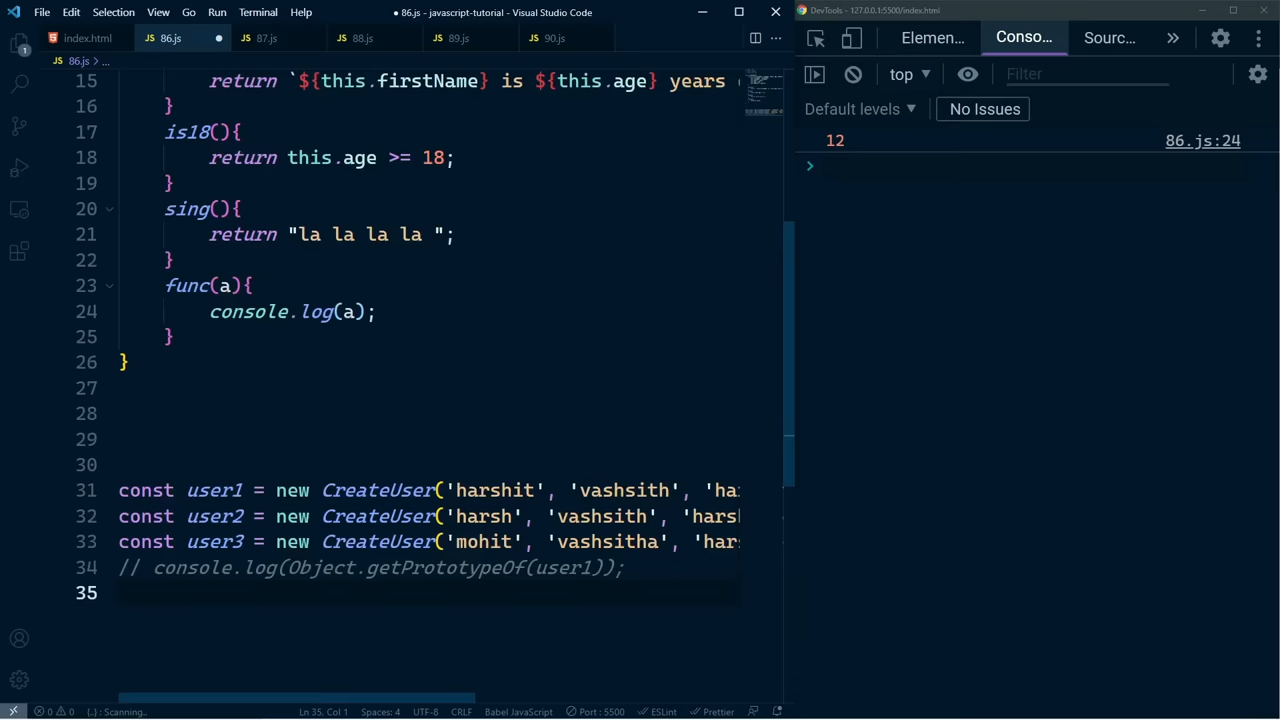 File Edit Selection View Go Run Terminal Help
● 86.js - javascript-tutorial - Visual Studio Code
DevTools - 127.0.0.1:5500/index.html
index.html JS 86.js ● JS 87.js JS 88.js JS 89.js JS 90.js
Elemen... Conso... Sourc...
JS 86.js > ...
top ▼ Filter
Default levels ▼ No Issues
12 86.js:24
15 return `${this.firstName} is ${this.age} years
16 }
17 is18(){
18 return this.age >= 18;
19 }
20 sing(){
21 return "la la la la ";
22 }
23 func(a){
24 console.log(a);
25 }
26 }
27
28
29
30
31 const user1 = new CreateUser('harshit', 'vashsith', 'ha
32 const user2 = new CreateUser('harsh', 'vashsith', 'harsh
33 const user3 = new CreateUser('mohit', 'vashsitha', 'hars
34 // console.log(Object.getPrototypeOf(user1));
35
0 0 {..} : Scanning.. Ln 35, Col 1 Spaces: 4 UTF-8 CRLF Babel JavaScript Port : 5500 ESLint Prettier